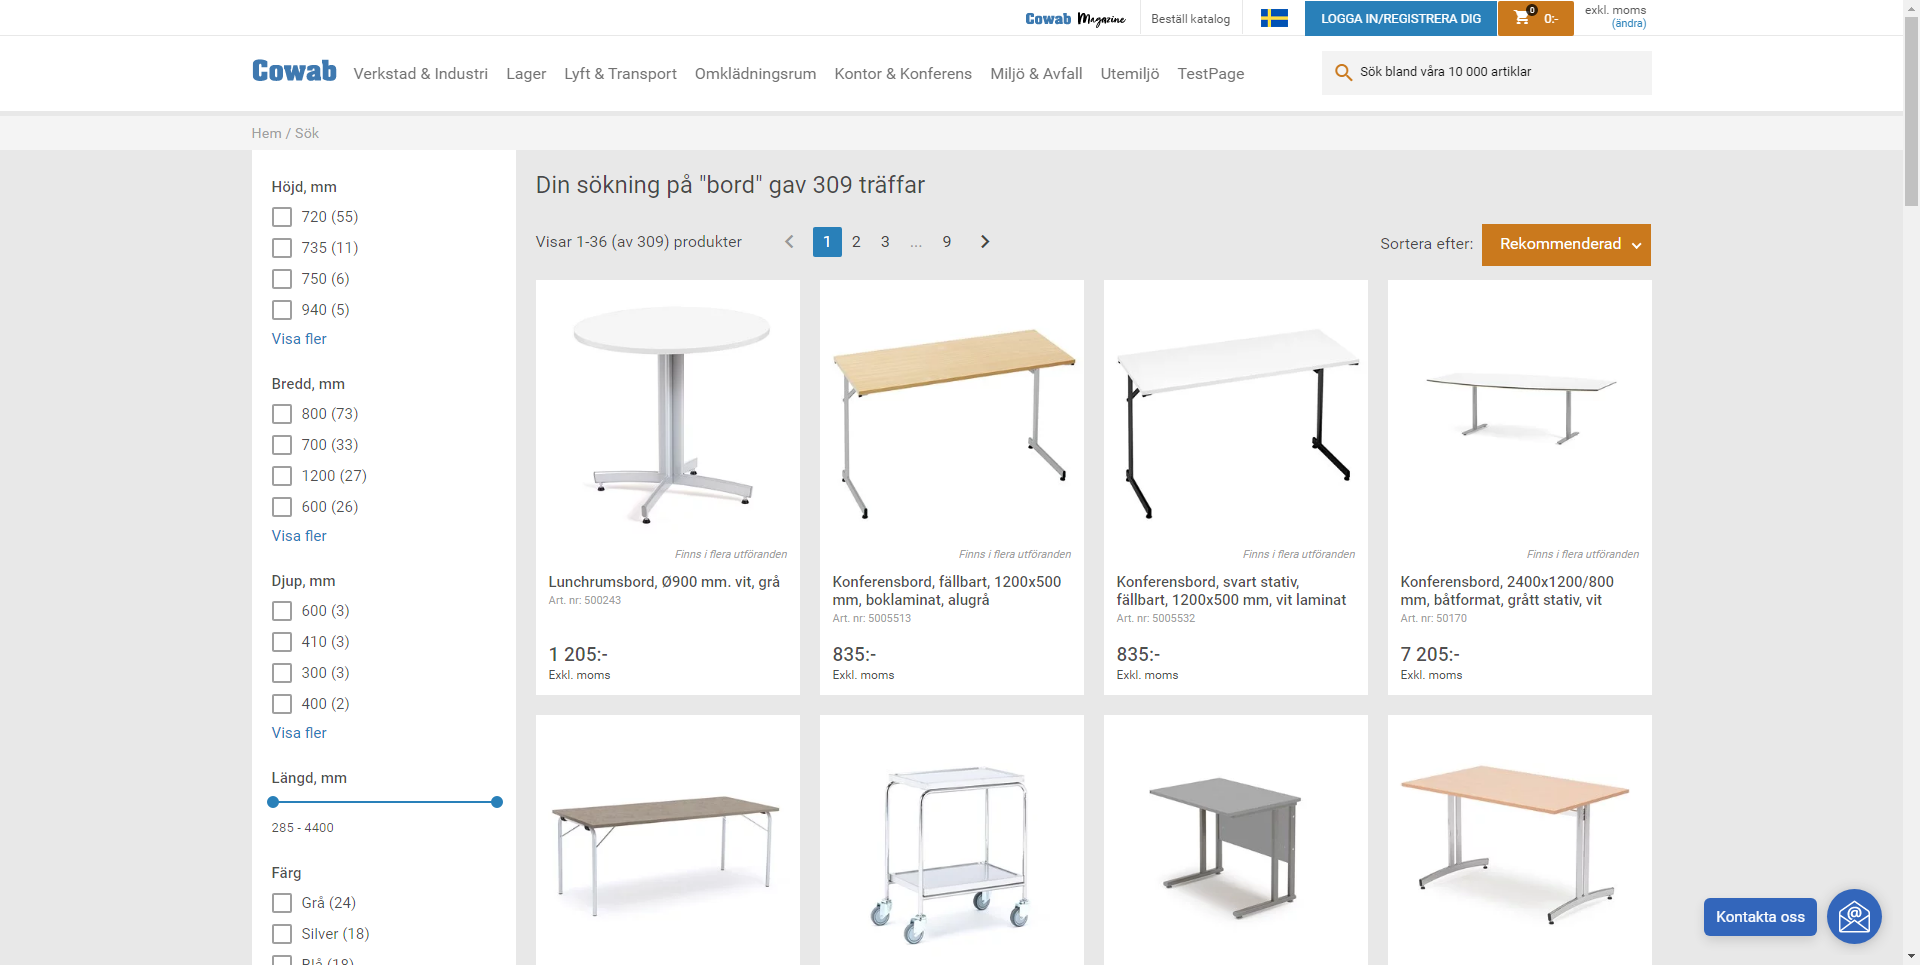 Cowab Magazine
Beställ katalog
LOGGA IN/REGISTRERA DIG
0
0:-
exkl. moms
(ändra)
Cowab
Verkstad & Industri
Lager
Lyft & Transport
Omklädningsrum
Kontor & Konferens
Miljö & Avfall
Utemiljö
TestPage
Sök bland våra 10 000 artiklar
Hem / Sök
Höjd, mm
720 (55)
735 (11)
750 (6)
940 (5)
Visa fler
Bredd, mm
800 (73)
700 (33)
1200 (27)
600 (26)
Visa fler
Djup, mm
600 (3)
410 (3)
300 (3)
400 (2)
Visa fler
Längd, mm
285 - 4400
Färg
Grå (24)
Silver (18)
Blå (18)
Din sökning på "bord" gav 309 träffar
Visar 1-36 (av 309) produkter
1 2 3 ... 9
Sortera efter:
Rekommenderad
Finns i flera utföranden
Lunchrumsbord, Ø900 mm. vit, grå
Art. nr: 500243
1 205:-
Exkl. moms
Finns i flera utföranden
Konferensbord, fällbart, 1200x500
mm, boklaminat, alugrå
Art. nr: 5005513
835:-
Exkl. moms
Finns i flera utföranden
Konferensbord, svart stativ,
fällbart, 1200x500 mm, vit laminat
Art. nr: 5005532
835:-
Exkl. moms
Finns i flera utföranden
Konferensbord, 2400x1200/800
mm, båtformat, grått stativ, vit
Art. nr: 50170
7 205:-
Exkl. moms
Kontakta oss